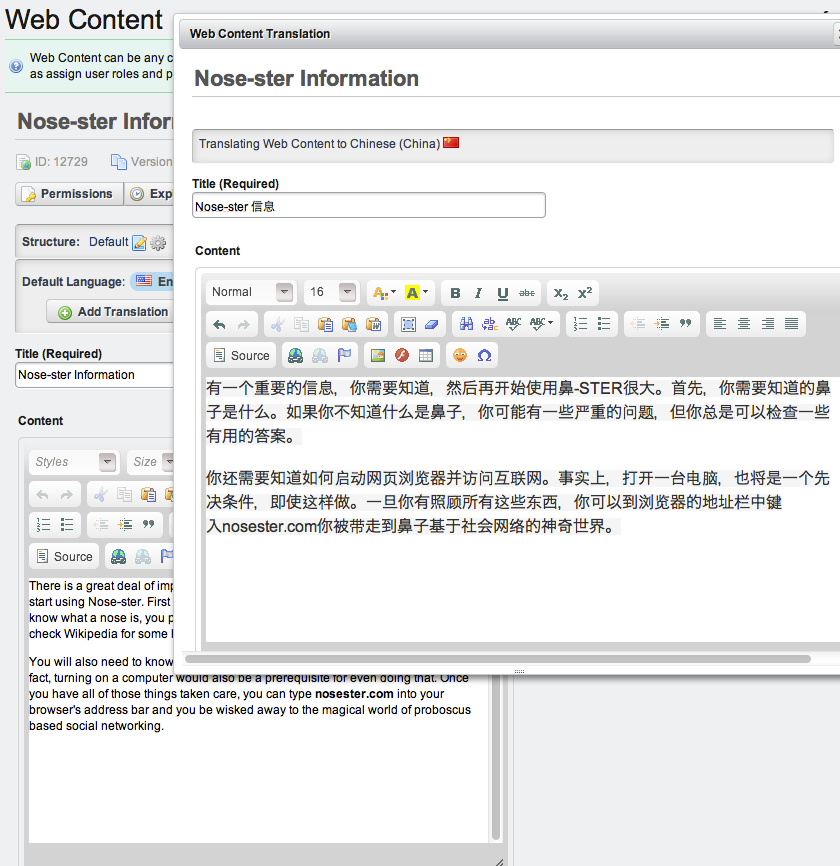 Web Content
Web Content can be any c
as assign user roles and p
Nose-ster Infor
ID: 12729 Version
Permissions Exp
Structure: Default
Default Language: En
Add Translation
Title (Required)
Nose-ster Information
Content
Styles Size
Source
There is a great deal of imp
start using Nose-ster. First
know what a nose is, you p
check Wikipedia for some
You will also need to know
fact, turning on a computer would also be a prerequisite for even doing that. Once
you have all of those things taken care, you can type nosester.com into your
browser's address bar and you be wisked away to the magical world of proboscus
based social networking.
Web Content Translation
Nose-ster Information
Translating Web Content to Chinese (China)
Title (Required)
Nose-ster 信息
Content
Normal 16
Source
有一个重要的信息，你需要知道，然后再开始使用鼻-STER很大。首先，你需要知道的鼻
子是什么。如果你不知道什么是鼻子，你可能有一些严重的问题，但你总是可以检查一些
有用的答案。
你还需要知道如何启动网页浏览器并访问互联网。事实上，打开一台电脑，也将是一个先
决条件，即使这样做。一旦你有照顾所有这些东西，你可以到浏览器的地址栏中键
入nosester.com你被带走到鼻子基于社会网络的神奇世界。